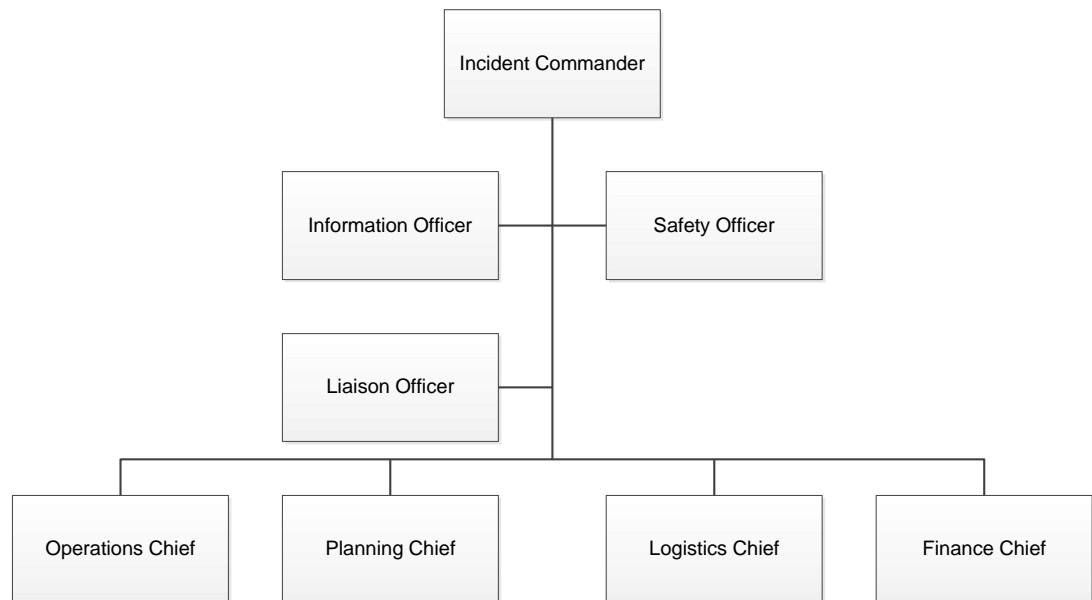 Incident Commander
Information Officer
Safety Officer
Liaison Officer
Operations Chief
Planning Chief
Logistics Chief
Finance Chief